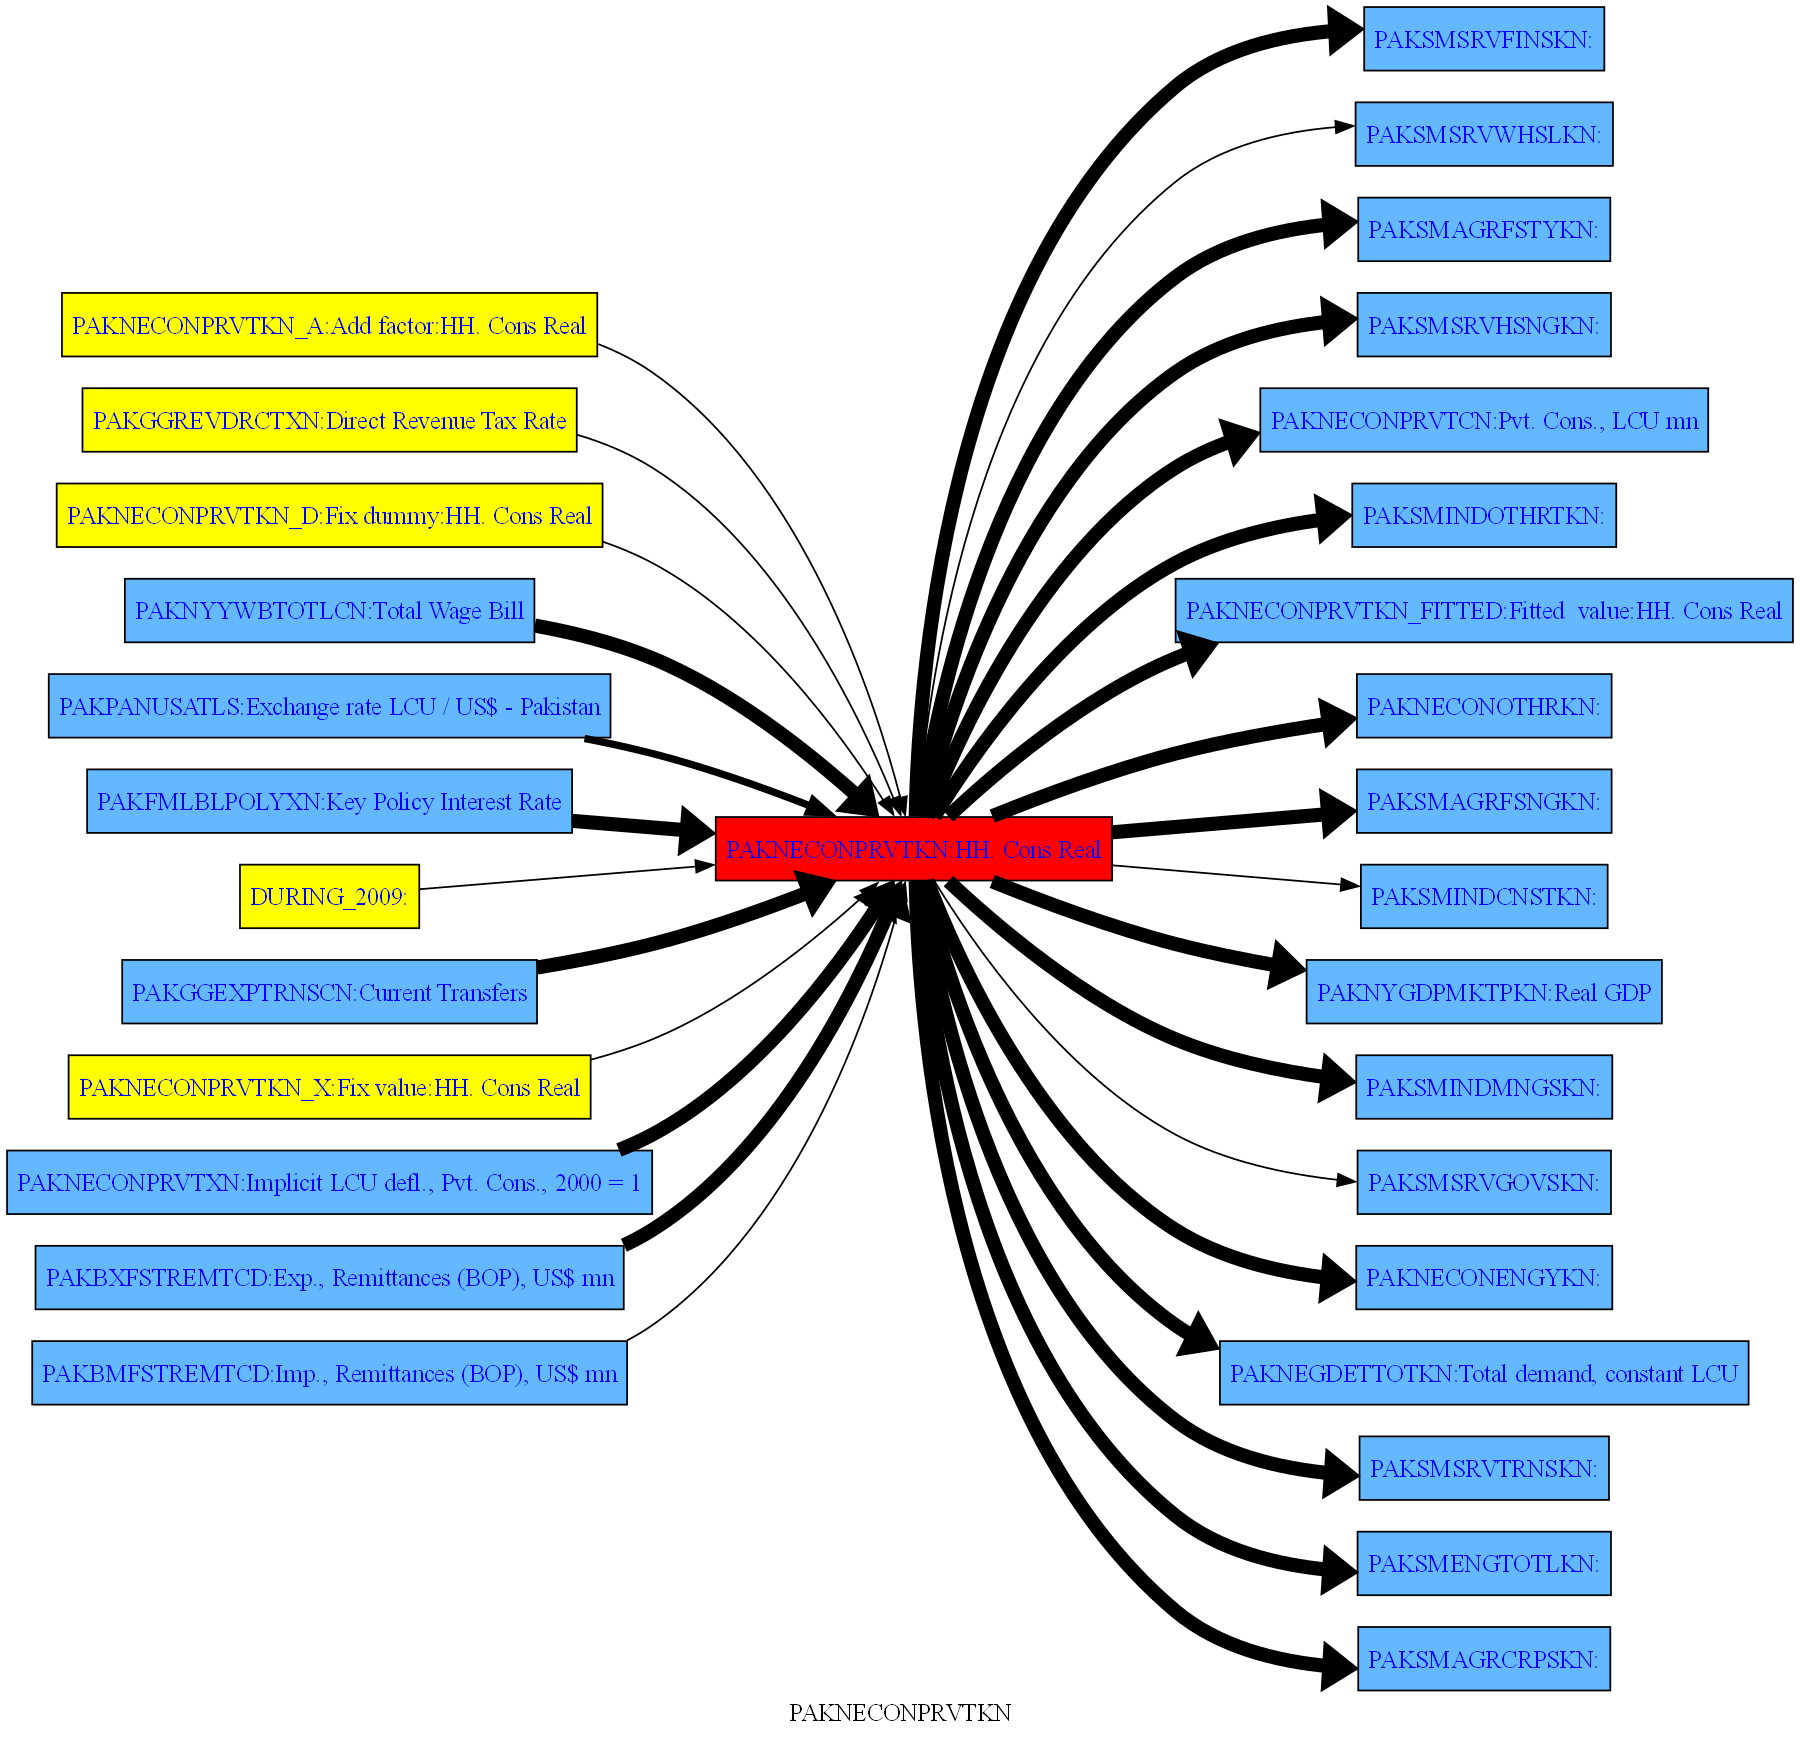 PAKNECONPRVTKN_A:Add factor:HH. Cons Real
PAKGGREVDRCTXN:Direct Revenue Tax Rate
PAKNECONPRVTKN_D:Fix dummy:HH. Cons Real
PAKNYYWBTOTLCN:Total Wage Bill
PAKPANUSATLS:Exchange rate LCU / US$ - Pakistan
PAKFMLBLPOLYXN:Key Policy Interest Rate
DURING_2009:
PAKGGEXPTRNSCN:Current Transfers
PAKNECONPRVTKN_X:Fix value:HH. Cons Real
PAKNECONPRVTXN:Implicit LCU defl., Pvt. Cons., 2000 = 1
PAKBXFSTREMTCD:Exp., Remittances (BOP), US$ mn
PAKBMFSTREMTCD:Imp., Remittances (BOP), US$ mn
PAKNECONPRVTKN:HH. Cons Real
PAKSMSRVFINSKN:
PAKSMSRVWHSLKN:
PAKSMAGRFSTYKN:
PAKSMSRVHSNGKN:
PAKNECONPRVTCN:Pvt. Cons., LCU mn
PAKSMINDOTHRTKN:
PAKNECONPRVTKN_FITTED:Fitted  value:HH. Cons Real
PAKNECONOTHRKN:
PAKSMAGRFSNGKN:
PAKSMINDCNSTKN:
PAKNYGDPMKTPKN:Real GDP
PAKSMINDMNGSKN:
PAKSMSRVGOVSKN:
PAKNECONENGYKN:
PAKNEGDETTOTKN:Total demand, constant LCU
PAKSMSRVTRNSKN:
PAKSMENGTOTLKN:
PAKSMAGRCRPSKN:
PAKNECONPRVTKN